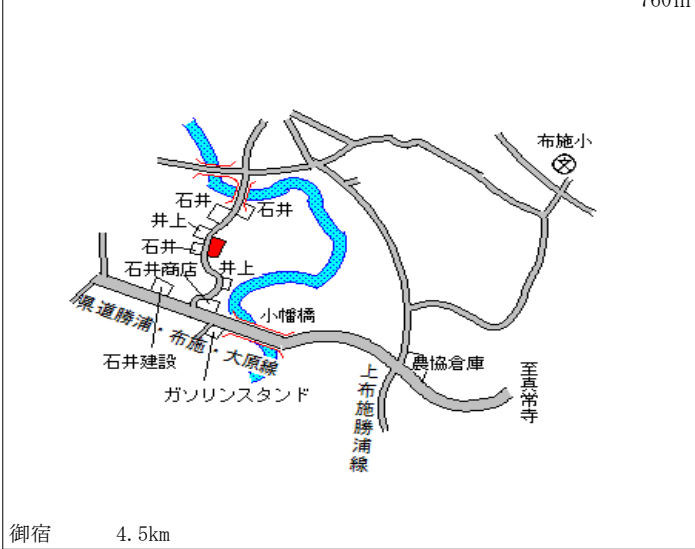 760m
布施小
文
石井
石井
井上
石井
石井商店
井上
小幡橋
県道勝浦・布施・大原線
石井建設
農協倉庫
ガソリンスタンド
上布施勝浦線
至真常寺
御宿 4.5km